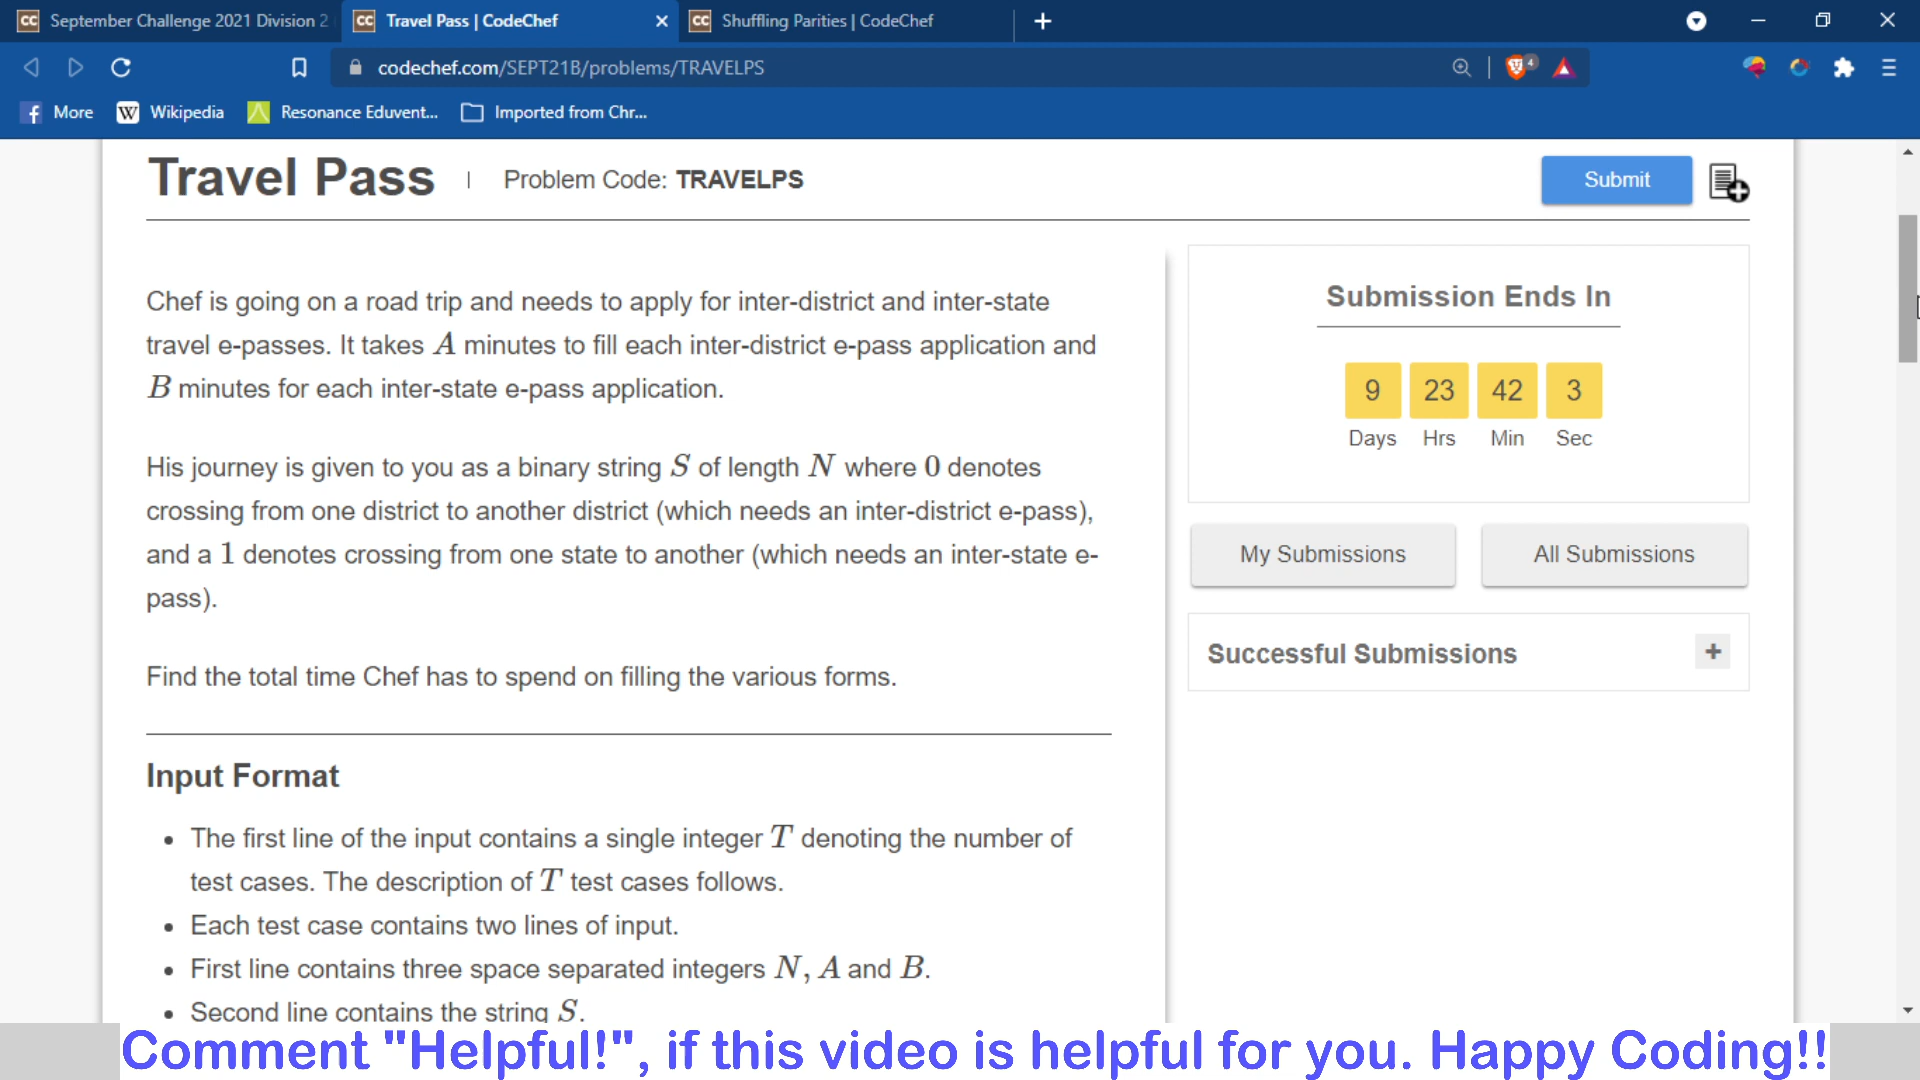 September Challenge 2021 Division 2
Travel Pass | CodeChef
Shuffling Parities | CodeChef
codechef.com/SEPT21B/problems/TRAVELPS
4
More
Wikipedia
Resonance Eduvent...
Imported from Chr...
Travel Pass
Problem Code: TRAVELPS
Submit
Chef is going on a road trip and needs to apply for inter-district and inter-state
travel e-passes. It takes A minutes to fill each inter-district e-pass application and
B minutes for each inter-state e-pass application.
His journey is given to you as a binary string S of length N where 0 denotes
crossing from one district to another district (which needs an inter-district e-pass),
and a 1 denotes crossing from one state to another (which needs an inter-state e-
pass).
Find the total time Chef has to spend on filling the various forms.
Input Format
• The first line of the input contains a single integer T denoting the number of
test cases. The description of T test cases follows.
• Each test case contains two lines of input.
• First line contains three space separated integers N, A and B.
• Second line contains the string S.
Submission Ends In
9 23 42 3
Days Hrs Min Sec
My Submissions
All Submissions
Successful Submissions
+
Comment "Helpful!", if this video is helpful for you. Happy Coding!!